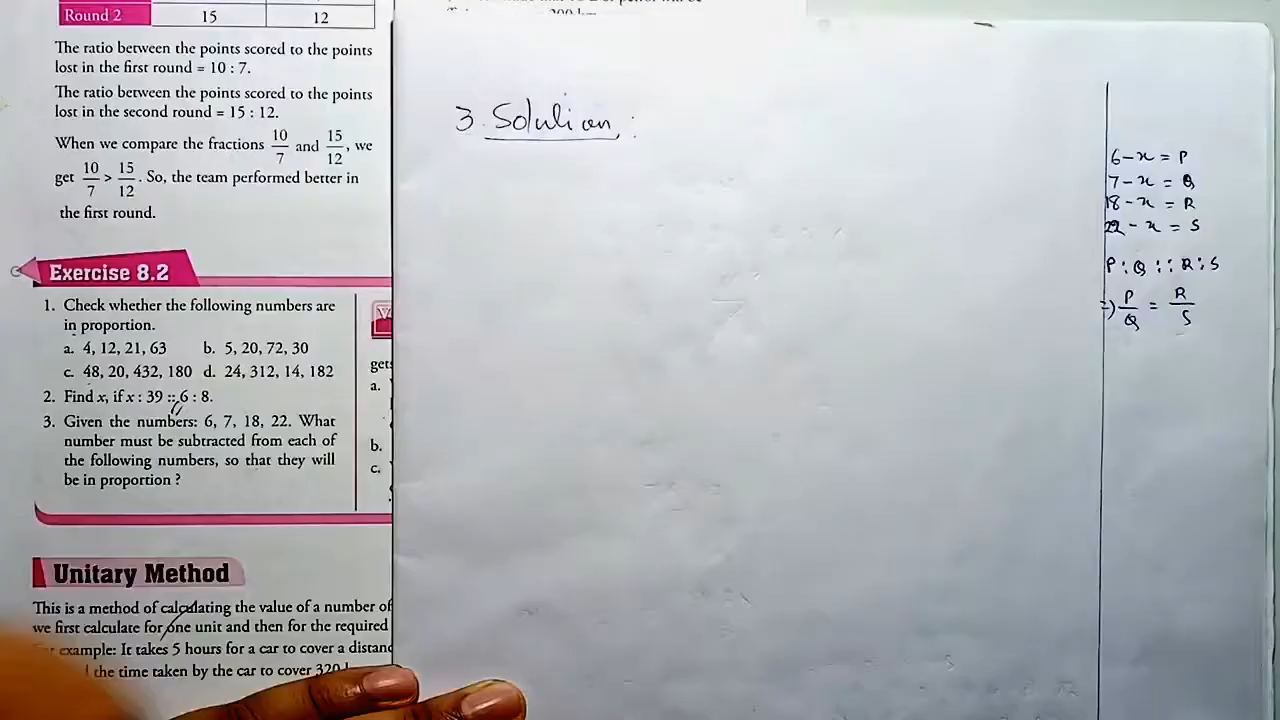 Round 2 15 12
The ratio between the points scored to the points
lost in the first round = 10 : 7.
The ratio between the points scored to the points
lost in the second round = 15 : 12.
When we compare the fractions 10/7 and 15/12, we
get 10/7 > 15/12. So, the team performed better in
the first round.
Exercise 8.2
1. Check whether the following numbers are
in proportion.
a. 4, 12, 21, 63 b. 5, 20, 72, 30
c. 48, 20, 432, 180 d. 24, 312, 14, 182
2. Find x, if x : 39 :: 6 : 8.
3. Given the numbers: 6, 7, 18, 22. What
number must be subtracted from each of
the following numbers, so that they will
be in proportion ?
get
a.
b.
c.
Unitary Method
This is a method of calculating the value of a number of
we first calculate for one unit and then for the required
example: It takes 5 hours for a car to cover a distanc
the time taken by the car to cover 320
3. Solution :
6 - x = P
7 - x = Q
18 - x = R
22 - x = S
P : Q :: R : S
=) P/Q = R/S